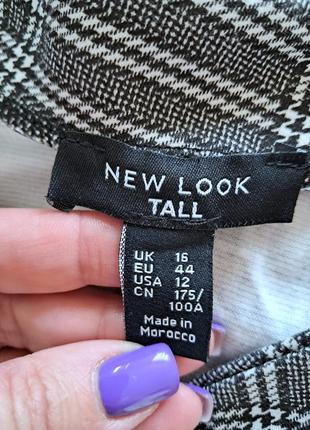 NEW LOOK
TALL
UK 16
EU 44
USA 12
CN 175/
100A
Made in
Morocco